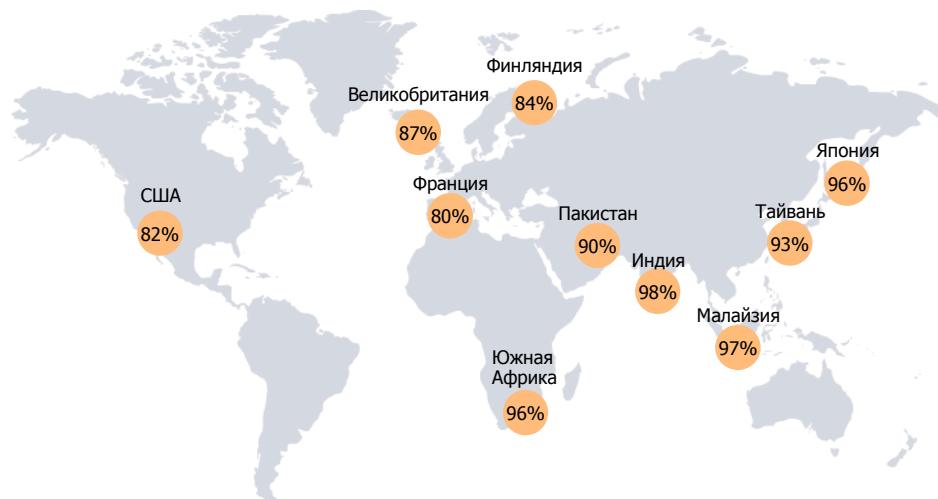 Финляндия
84%
Великобритания
87%
Япония
96%
Франция
80%
США
82%
Пакистан
90%
Тайвань
93%
Индия
98%
Малайзия
97%
Южная
Африка
96%